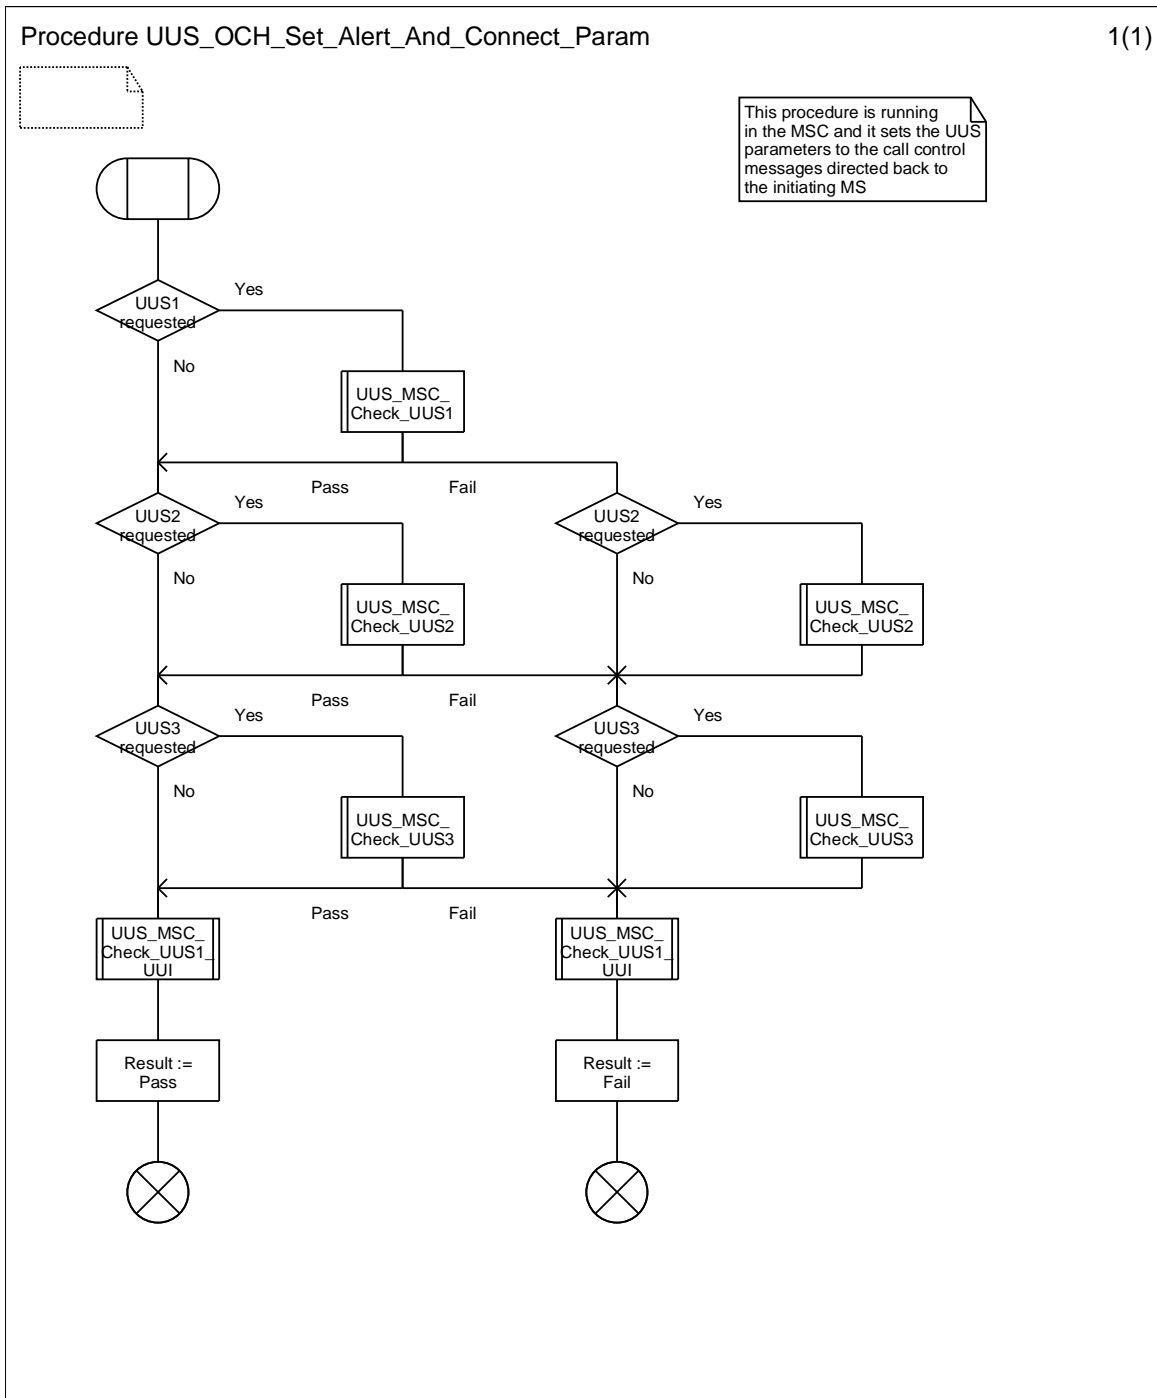 Procedure UUS_OCH_Set_Alert_And_Connect_Param
1(1)
This procedure is running
in the MSC and it sets the UUS
parameters to the call control
messages directed back to
the initiating MS
UUS1
requested
Yes
No
UUS_MSC_
Check_UUS1
Pass
Fail
UUS2
requested
Yes
No
UUS_MSC_
Check_UUS2
UUS2
requested
Yes
No
UUS_MSC_
Check_UUS2
Pass
Fail
UUS3
requested
Yes
No
UUS_MSC_
Check_UUS3
UUS3
requested
Yes
No
UUS_MSC_
Check_UUS3
Pass
Fail
UUS_MSC_
Check_UUS1_
UUI
UUS_MSC_
Check_UUS1_
UUI
Result :=
Pass
Result :=
Fail